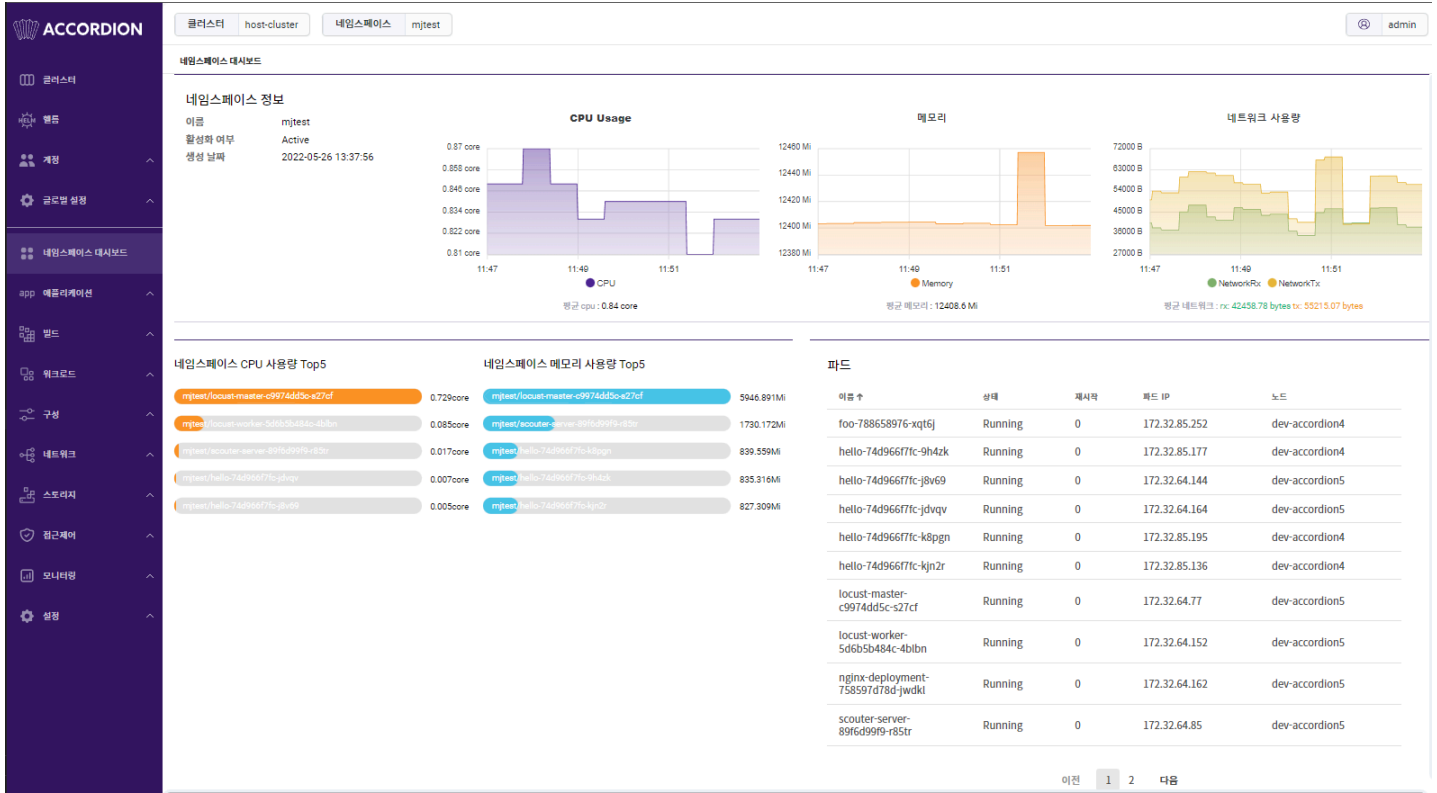 ACCORDION
클러스터 host-cluster 네임스페이스 mjtest
admin
네임스페이스 대시보드
클러스터
HELM 헬름
계정
글로벌 설정
네임스페이스 대시보드
app 애플리케이션
빌드
워크로드
구성
네트워크
스토리지
접근제어
모니터링
설정
네임스페이스 정보
이름 mjtest
활성화 여부 Active
생성 날짜 2022-05-26 13:37:56
CPU Usage
0.87 core
0.858 core
0.846 core
0.834 core
0.822 core
0.81 core
11:47 11:49 11:51
CPU
평균 cpu : 0.84 core
메모리
12460 Mi
12440 Mi
12420 Mi
12400 Mi
12380 Mi
11:47 11:49 11:51
Memory
평균 메모리 : 12408.6 Mi
네트워크 사용량
72000 B
63000 B
54000 B
45000 B
36000 B
27000 B
11:47 11:49 11:51
NetworkRx NetworkTx
평균 네트워크 : rx: 42458.78 bytes tx: 55215.07 bytes
네임스페이스 CPU 사용량 Top5
mjtest/locust-master-c9974dd5c-s27cf 0.729core
mjtest/locust-worker-5d6b5b484c-4blbn 0.085core
mjtest/scouter-server-89f6d99f9-r85tr 0.017core
mjtest/hello-74d966f7fc-jdvqv 0.007core
mjtest/hello-74d966f7fc-j8v69 0.005core
네임스페이스 메모리 사용량 Top5
mjtest/locust-master-c9974dd5c-s27cf 5946.891Mi
mjtest/scouter-server-89f6d99f9-r85tr 1730.172Mi
mjtest/hello-74d966f7fc-k8pgn 839.559Mi
mjtest/hello-74d966f7fc-9h4zk 835.316Mi
mjtest/hello-74d966f7fc-kjn2r 827.309Mi
파드
이름 ↑ 상태 재시작 파드 IP 노드
foo-788658976-xqt6j Running 0 172.32.85.252 dev-accordion4
hello-74d966f7fc-9h4zk Running 0 172.32.85.177 dev-accordion4
hello-74d966f7fc-j8v69 Running 0 172.32.64.144 dev-accordion5
hello-74d966f7fc-jdvqv Running 0 172.32.64.164 dev-accordion5
hello-74d966f7fc-k8pgn Running 0 172.32.85.195 dev-accordion4
hello-74d966f7fc-kjn2r Running 0 172.32.85.136 dev-accordion4
locust-master-
c9974dd5c-s27cf Running 0 172.32.64.77 dev-accordion5
locust-worker-
5d6b5b484c-4blbn Running 0 172.32.64.152 dev-accordion5
nginx-deployment-
758597d78d-jwdkl Running 0 172.32.64.162 dev-accordion5
scouter-server-
89f6d99f9-r85tr Running 0 172.32.64.85 dev-accordion5
이전 1 2 다음